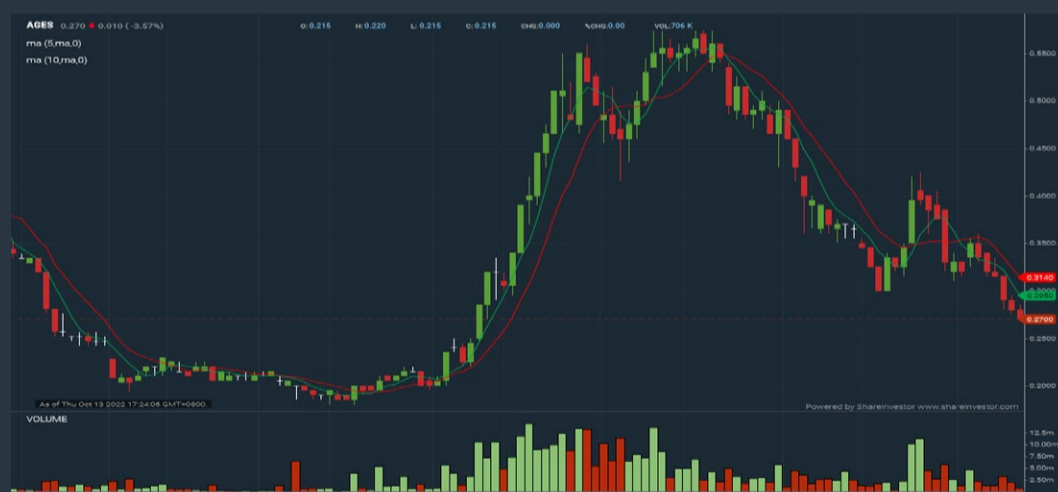 AGES 0.270 0.010 (-3.57%) O: 0.215 H: 0.220 L: 0.215 C: 0.215 CHG:0.000 %CHG:0.00 VOL:706 K
ma (5,ma,0)
ma (10,ma,0)
0.5500
0.5000
0.4500
0.4000
0.3500
0.3140
0.3000
0.2980
0.2700
0.2500
0.2000
As of Thu Oct 13 2022 17:24:06 GMT+0800.
Powered by ShareInvestor www.shareinvestor.com
VOLUME
12.5m
10.00m
7.50m
5.00m
2.50m